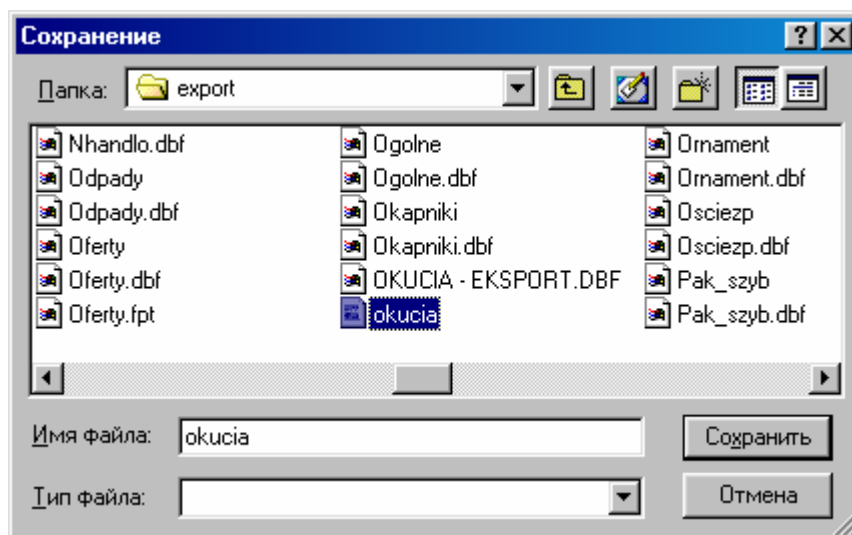 Сохранение
Папка: export
Nhandlo.dbf Ogolne Ornament
Odpady Ogolne.dbf Ornament.dbf
Odpady.dbf Okapniki Osciezp
Oferty Okapniki.dbf Osciezp.dbf
Oferty.dbf OKUCIA - EKSPORT.DBF Pak_szyb
Oferty.fpt okucia Pak_szyb.dbf
Имя файла: okucia Сохранить
Тип файла: Отмена